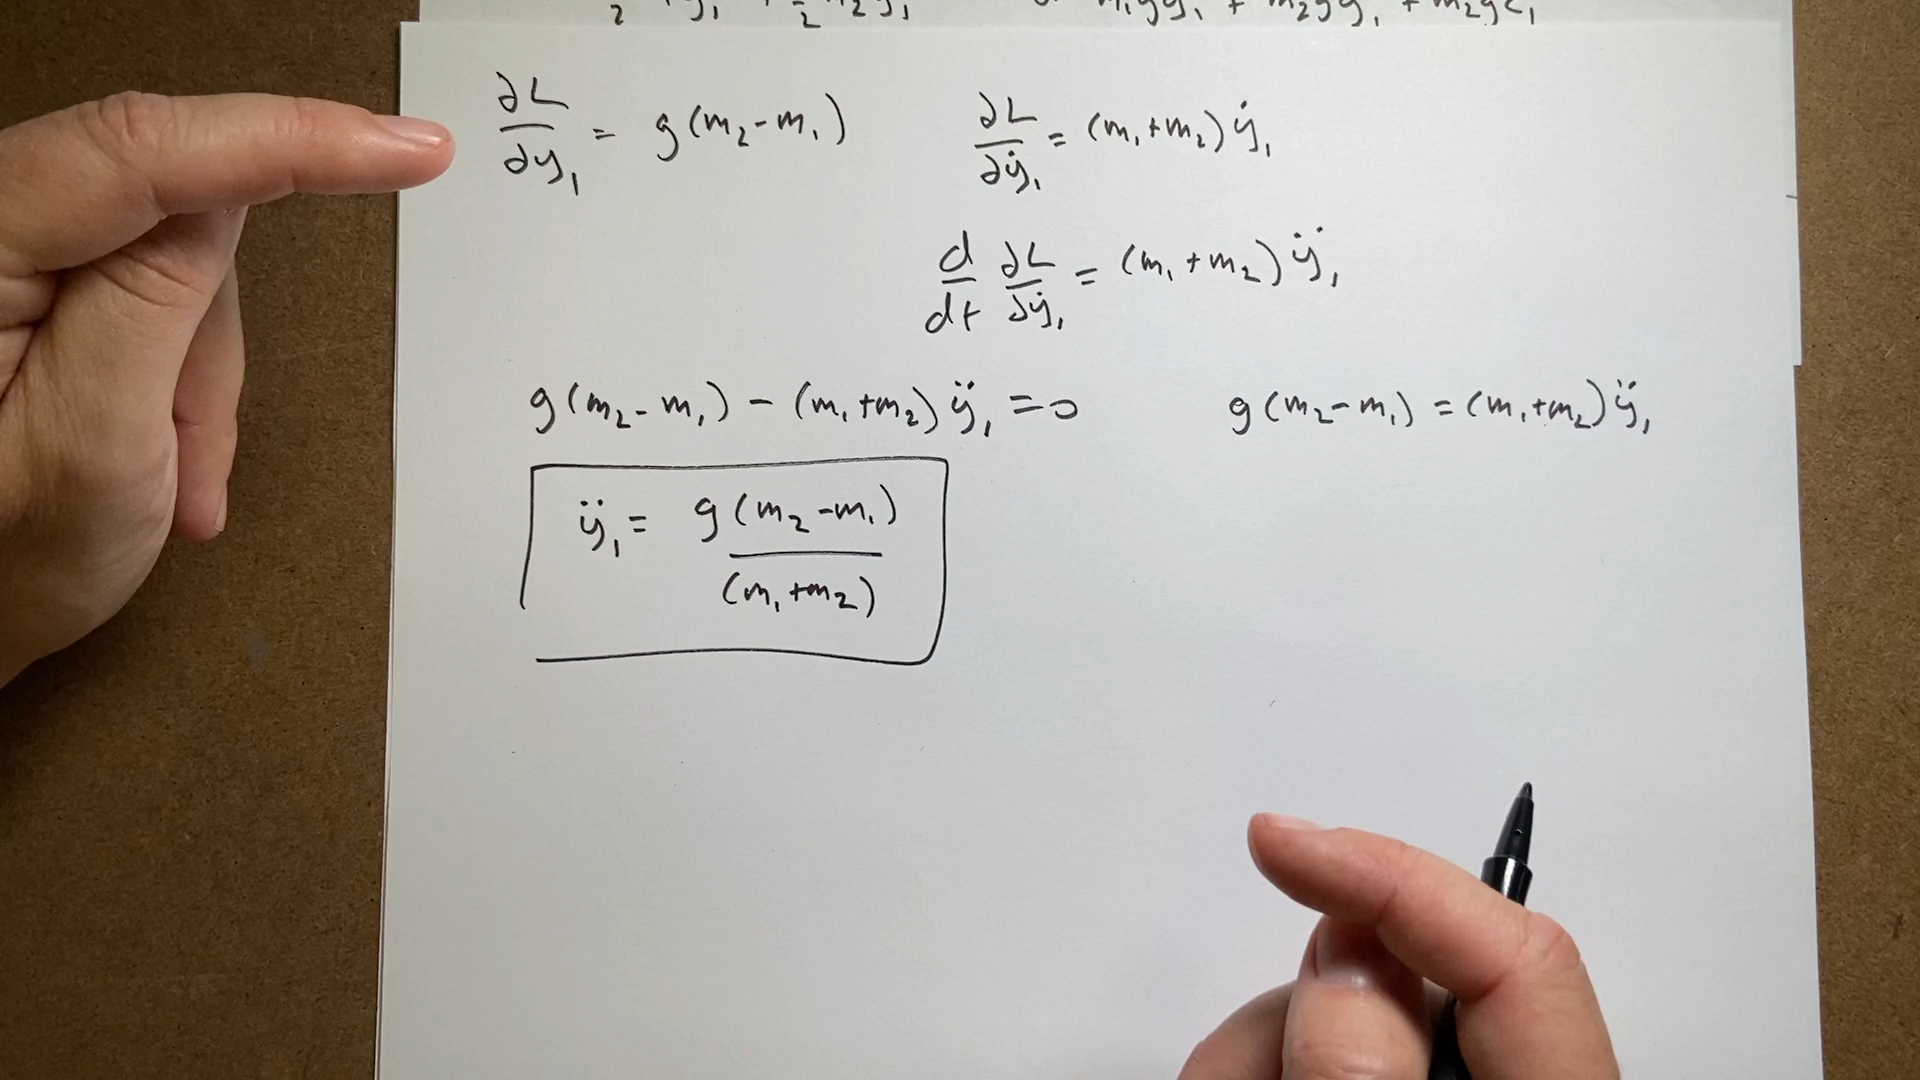 ∂L/∂y₁ = g(m₂-m₁) ∂L/∂ẏ₁ = (m₁+m₂)ẏ₁
d/dt ∂L/∂ẏ₁ = (m₁+m₂)ÿ₁
g(m₂-m₁) - (m₁+m₂)ÿ₁ = 0 g(m₂-m₁) = (m₁+m₂)ÿ₁
ÿ₁ = g(m₂-m₁)/(m₁+m₂)